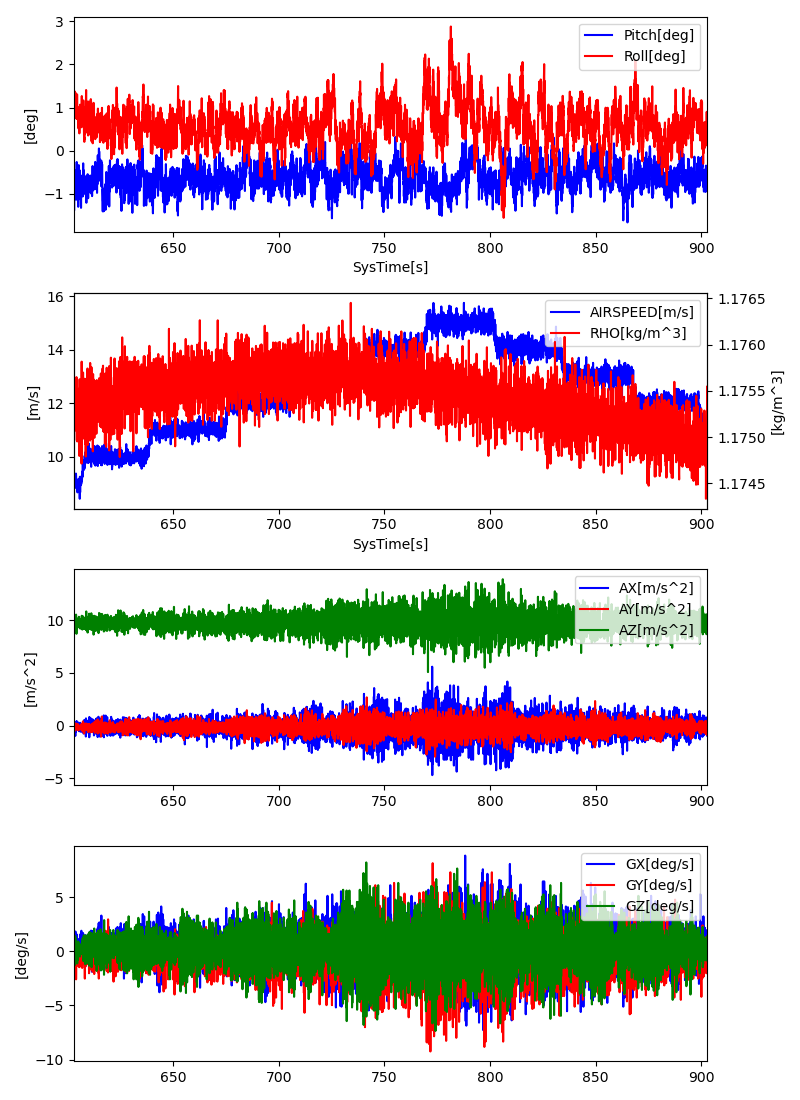 3
2
1
0
−1
[deg]
Pitch[deg]
Roll[deg]
650 700 750 800 850 900
SysTime[s]
16
14
12
10
[m/s]
AIRSPEED[m/s]
RHO[kg/m^3]
1.1765
1.1760
1.1755
1.1750
1.1745
[kg/m^3]
650 700 750 800 850 900
SysTime[s]
10
5
0
−5
[m/s^2]
AX[m/s^2]
AY[m/s^2]
AZ[m/s^2]
650 700 750 800 850 900
5
0
−5
−10
[deg/s]
GX[deg/s]
GY[deg/s]
GZ[deg/s]
650 700 750 800 850 900